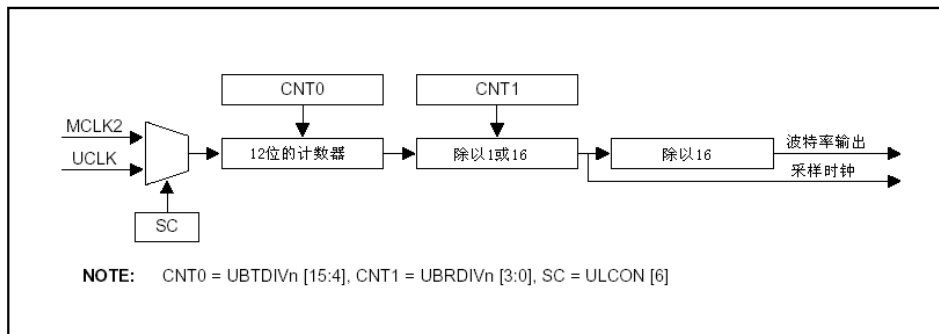 CNT0
CNT1
MCLK2
UCLK
12位的计数器
除以1或16
除以16
波特率输出
采样时钟
SC
NOTE: CNT0 = UBTDIVn [15:4], CNT1 = UBRDIVn [3:0], SC = ULCON [6]